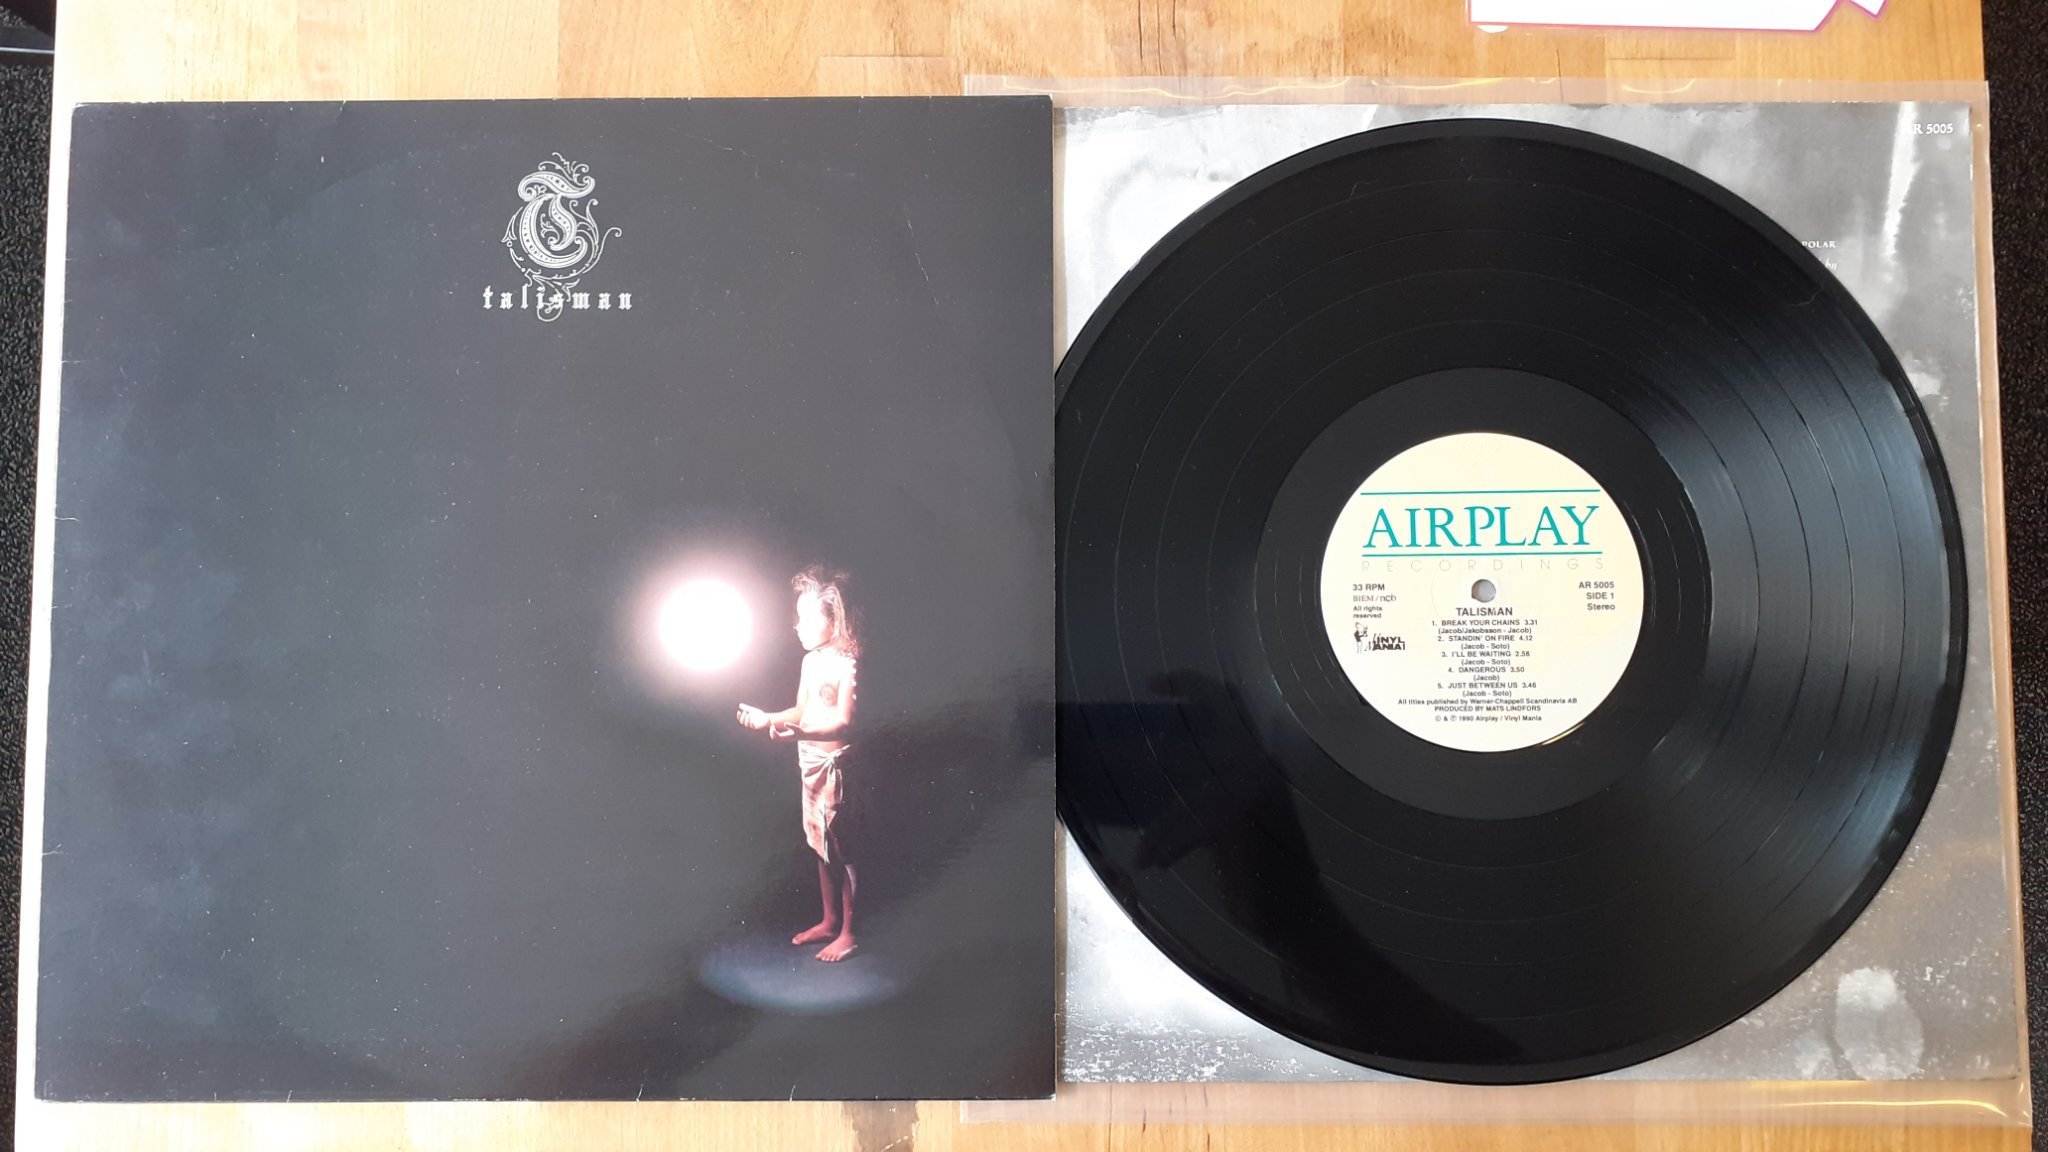 T
talisman
AR 5005
POLAR
by
AIRPLAY
RECORDINGS
33 RPM
BIEM / ncb
All rights
reserved
VINYL
MANIA!
AR 5005
SIDE 1
Stereo
TALISMAN
1. BREAK YOUR CHAINS 3.31
(Jacob/Jakobsson - Jacob)
2. STANDIN' ON FIRE 4.12
(Jacob - Soto)
3. I'LL BE WAITING 2.56
(Jacob - Soto)
4. DANGEROUS 3.50
(Jacob)
5. JUST BETWEEN US 3.46
(Jacob - Soto)
All titles published by Warner-Chappell Scandinavia AB
PRODUCED BY MATS LINDFORS
© & ℗ 1990 Airplay / Vinyl Mania